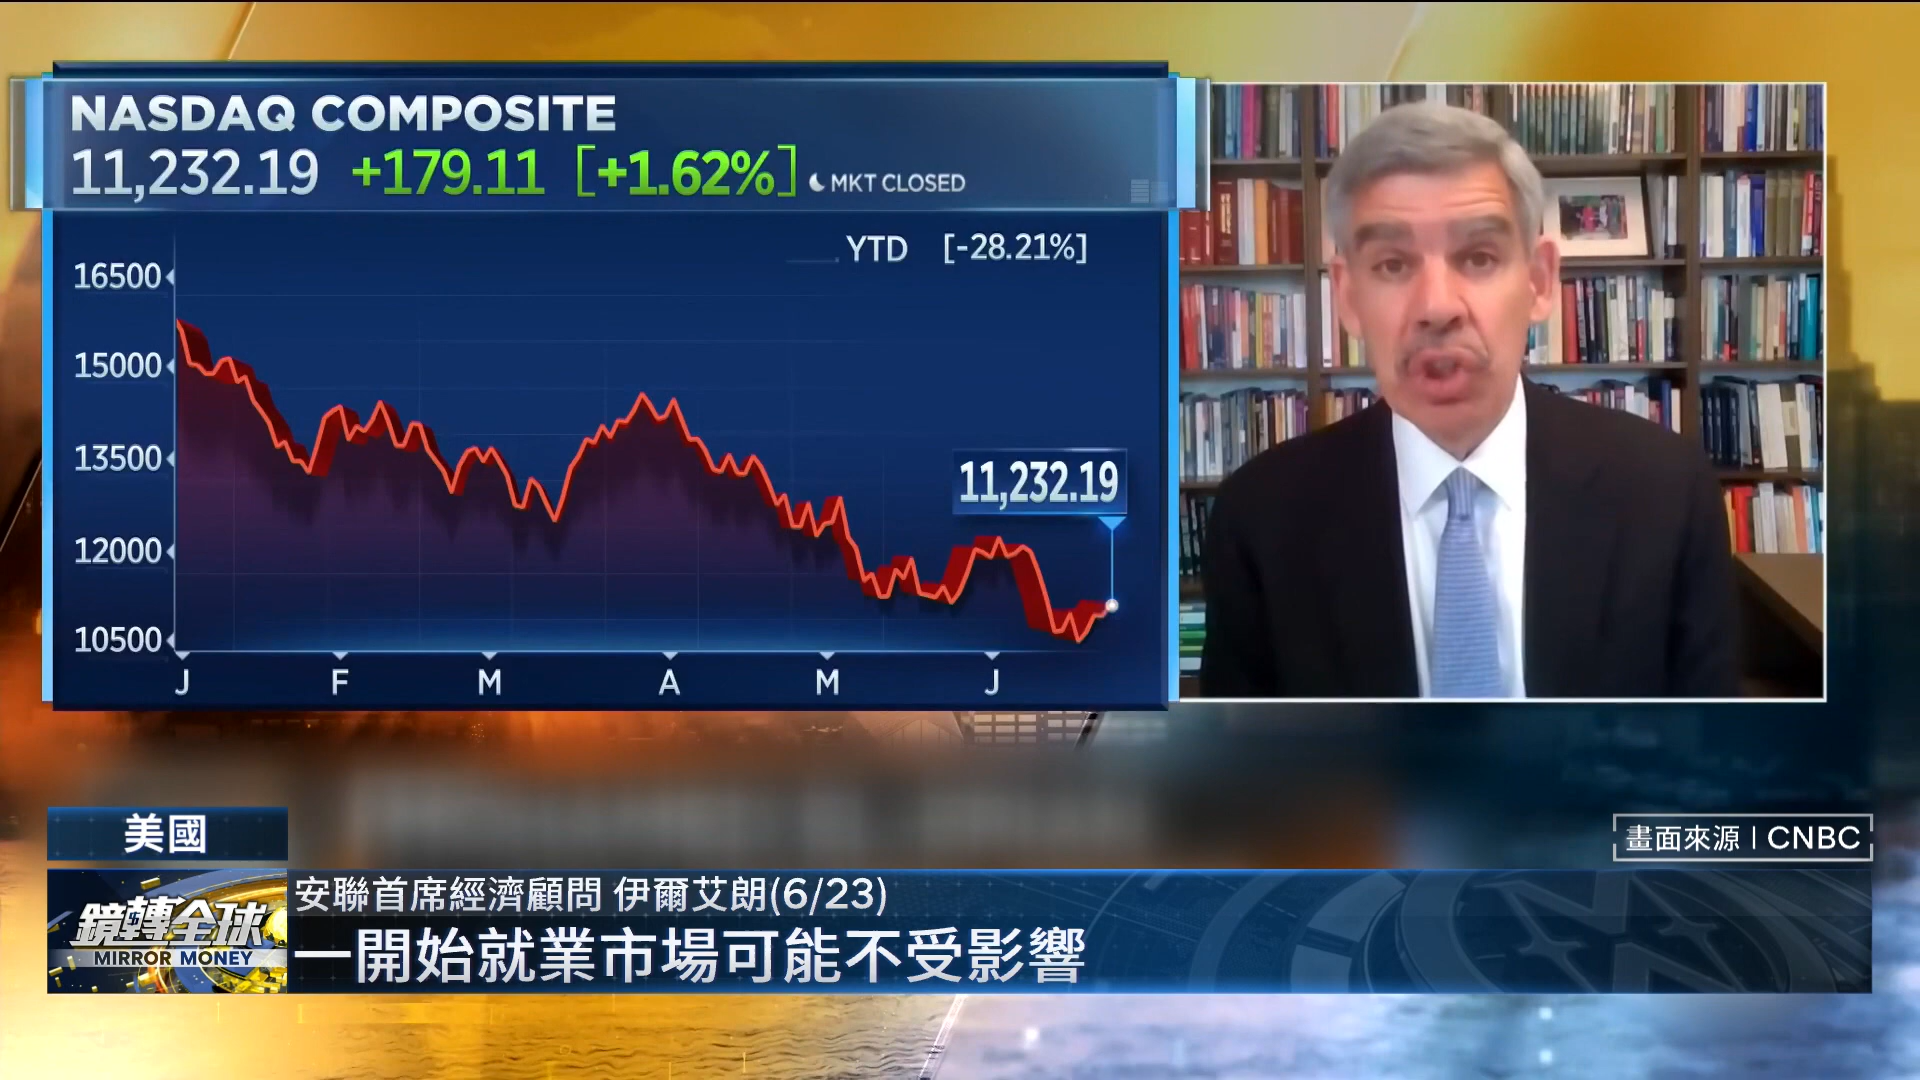 NASDAQ COMPOSITE
11,232.19 +179.11 [+1.62%] MKT CLOSED
YTD [-28.21%]
16500
15000
13500
12000
10500
11,232.19
J F M A M J
美國
畫面來源 | CNBC
安聯首席經濟顧問 伊爾艾朗(6/23)
鏡轉全球
MIRROR MONEY
一開始就業市場可能不受影響